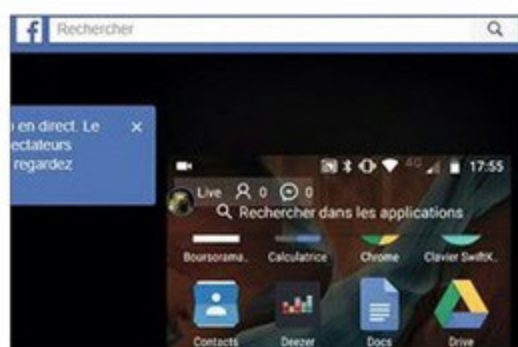 f Rechercher
en direct. Le
ectateurs
regardez
4G 17:55
Live 0 0
Rechercher dans les applications
Boursorama.. Calculatrice Chrome Clavier SwiftK..
Contacts Deezer Docs Drive